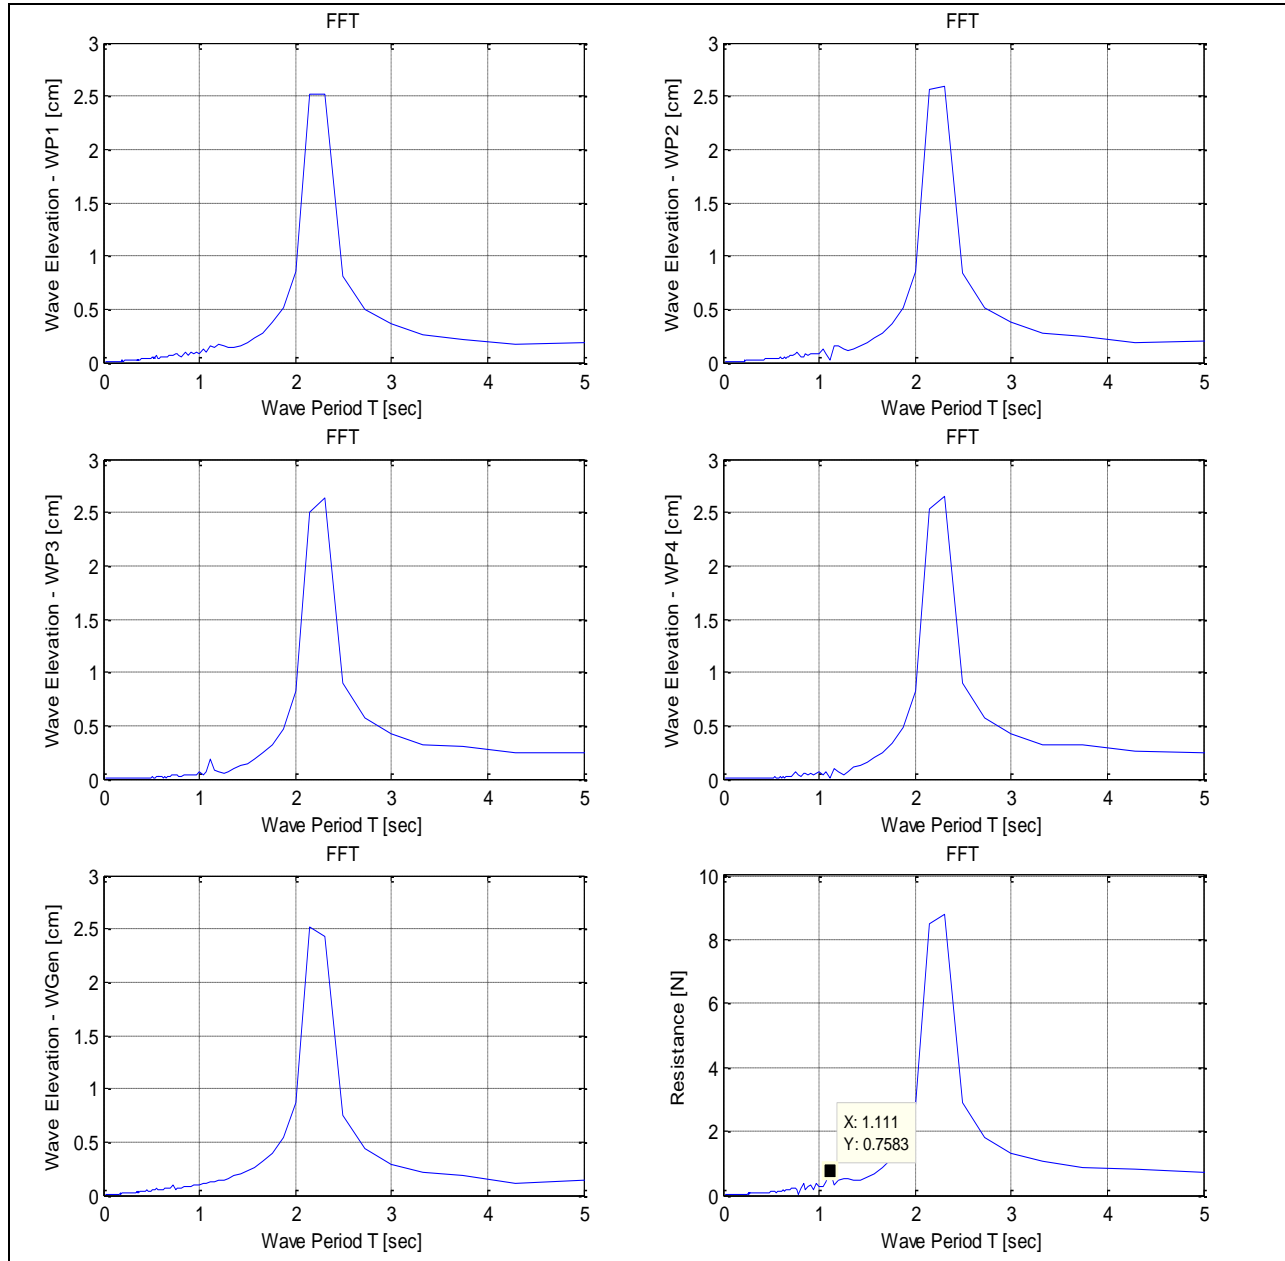 FFT
Wave Elevation - WP1 [cm]
3
2.5
2
1.5
1
0.5
0
0 1 2 3 4 5
Wave Period T [sec]
FFT
Wave Elevation - WP2 [cm]
3
2.5
2
1.5
1
0.5
0
0 1 2 3 4 5
Wave Period T [sec]
FFT
Wave Elevation - WP3 [cm]
3
2.5
2
1.5
1
0.5
0
0 1 2 3 4 5
Wave Period T [sec]
FFT
Wave Elevation - WP4 [cm]
3
2.5
2
1.5
1
0.5
0
0 1 2 3 4 5
Wave Period T [sec]
FFT
Wave Elevation - WGen [cm]
3
2.5
2
1.5
1
0.5
0
0 1 2 3 4 5
Wave Period T [sec]
FFT
Resistance [N]
10
8
6
4
2
0
X: 1.111
Y: 0.7583
0 1 2 3 4 5
Wave Period T [sec]